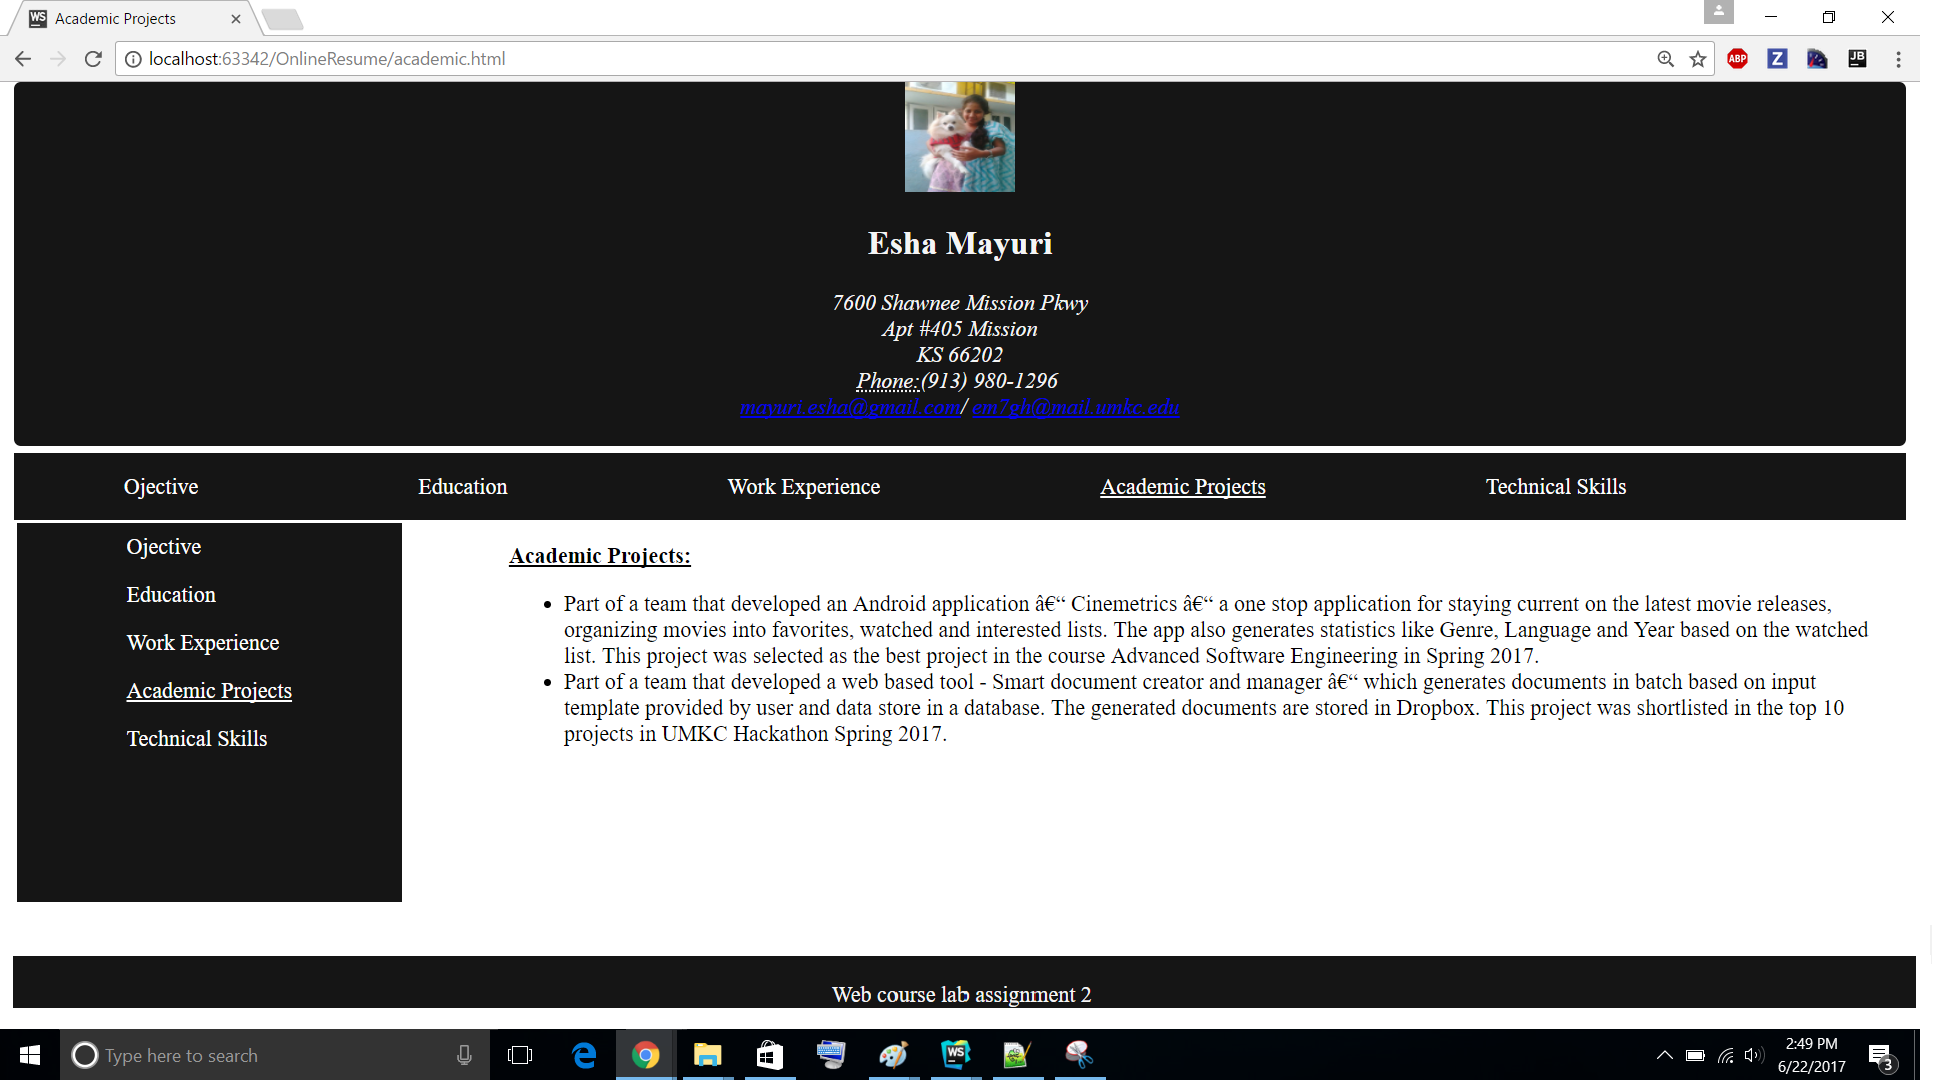 WS Academic Projects
localhost:63342/OnlineResume/academic.html
ABP
Z
JB
Esha Mayuri
7600 Shawnee Mission Pkwy
Apt #405 Mission
KS 66202
Phone:(913) 980-1296
mayuri.esha@gmail.com/ em7gh@mail.umkc.edu
Ojective Education Work Experience Academic Projects Technical Skills
Ojective
Education
Work Experience
Academic Projects
Technical Skills
Academic Projects:
• Part of a team that developed an Android application â€“ Cinemetrics â€“ a one stop application for staying current on the latest movie releases,
organizing movies into favorites, watched and interested lists. The app also generates statistics like Genre, Language and Year based on the watched
list. This project was selected as the best project in the course Advanced Software Engineering in Spring 2017.
• Part of a team that developed a web based tool - Smart document creator and manager â€“ which generates documents in batch based on input
template provided by user and data store in a database. The generated documents are stored in Dropbox. This project was shortlisted in the top 10
projects in UMKC Hackathon Spring 2017.
Web course lab assignment 2
Type here to search
WS
2:49 PM
6/22/2017
3